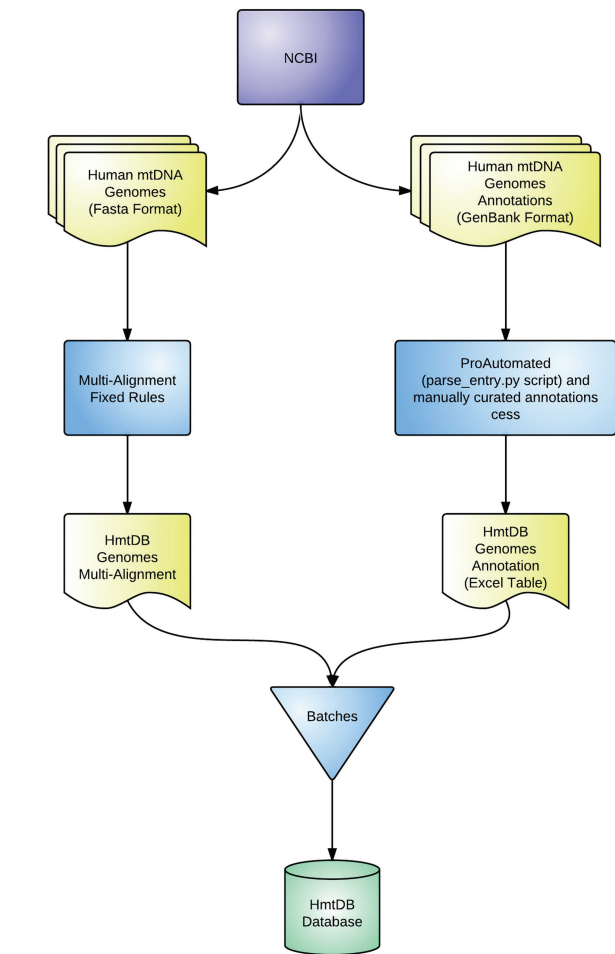 NCBI
Human mtDNA
Genomes
(Fasta Format)
Human mtDNA
Genomes
Annotations
(GenBank Format)
Multi-Alignment
Fixed Rules
ProAutomated
(parse_entry.py script) and
manually curated annotations
cess
HmtDB
Genomes
Multi-Alignment
HmtDB
Genomes
Annotation
(Excel Table)
Batches
HmtDB
Database